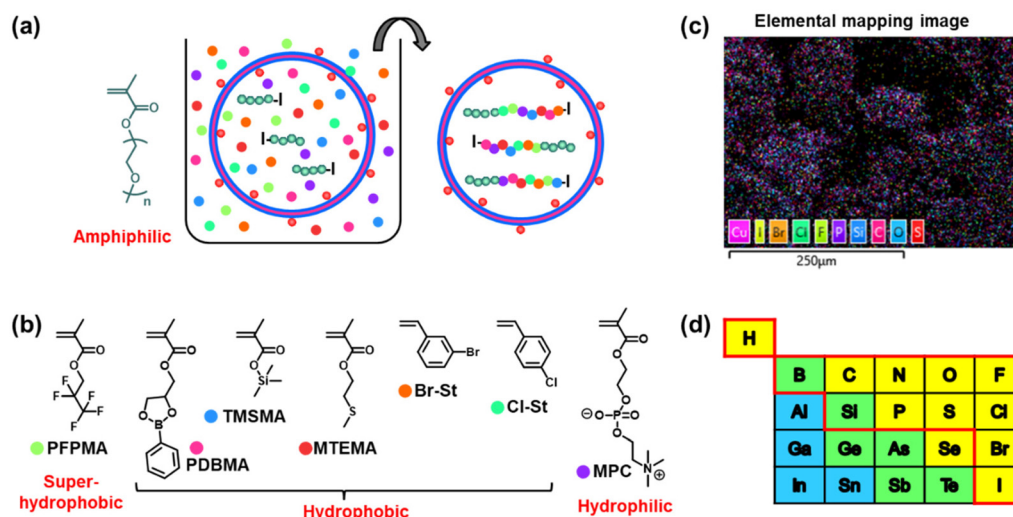 (a)
O
O
O
n
Amphiphilic
-I
I-
-I
-I
I-
-I
(c)
Elemental mapping image
Cu I Br Cl F P Si C O S
250μm
(b)
O
O
F F
F F
F
PFPMA
Super-
hydrophobic
O
O
O O
B
PDBMA
O
O
Si
TMSMA
O
O
S
MTEMA
Br
Br-St
Cl
Cl-St
Hydrophobic
O
O
O
⊖O-P=O
O
N
⊕
MPC
Hydrophilic
(d)
H
B C N O F
Al Si P S Cl
Ga Ge As Se Br
In Sn Sb Te I